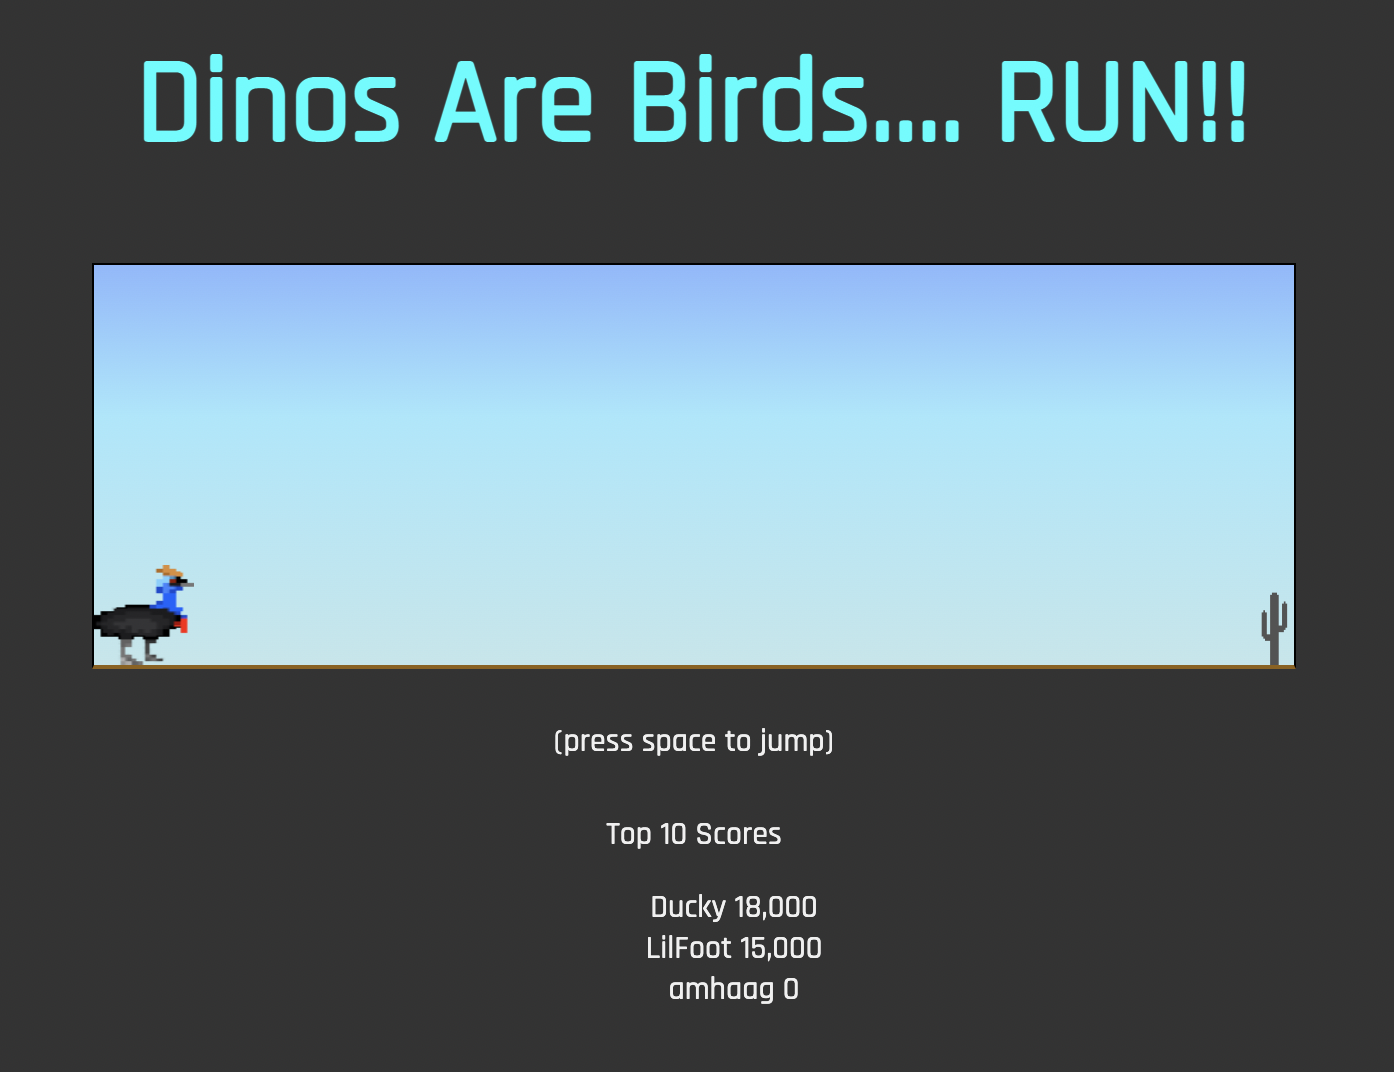 Dinos Are Birds.... RUN!!
(press space to jump)
Top 10 Scores
Ducky 18,000
LilFoot 15,000
amhaag 0